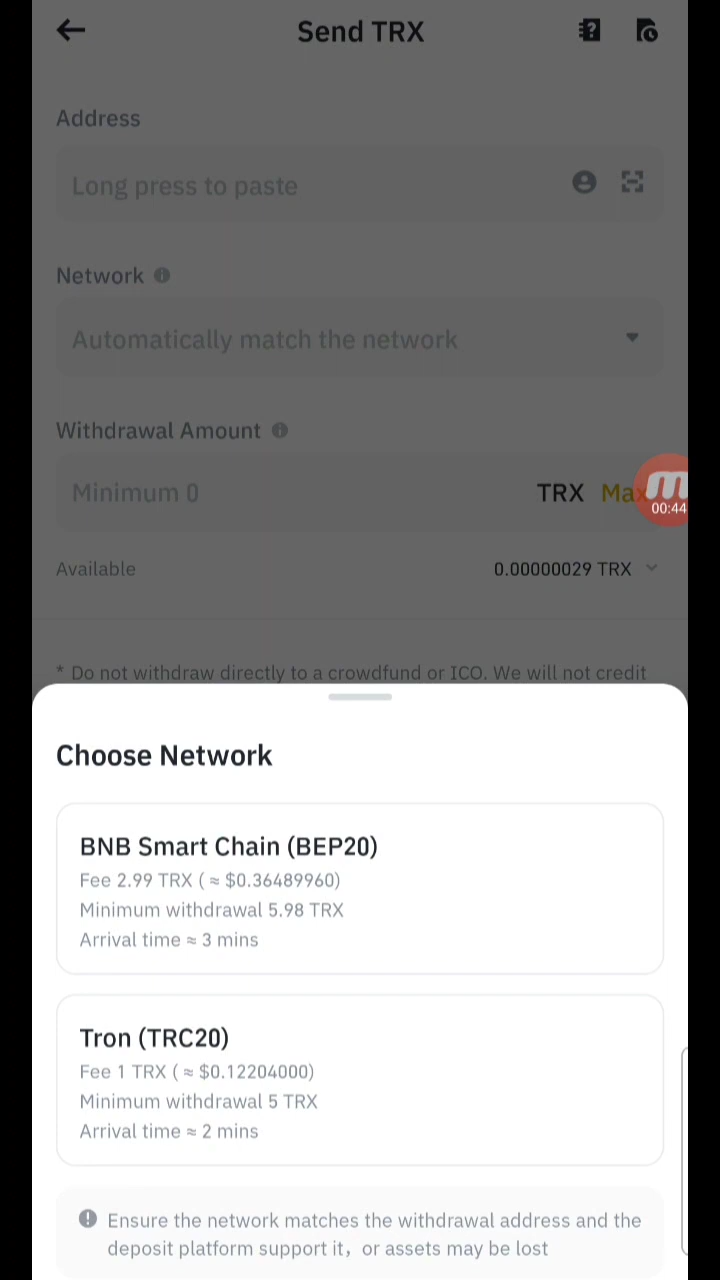 Send TRX
Address
Long press to paste
Network
Automatically match the network
Withdrawal Amount
Minimum 0 TRX Max
00:44
Available 0.00000029 TRX
* Do not withdraw directly to a crowdfund or ICO. We will not credit
Choose Network
BNB Smart Chain (BEP20)
Fee 2.99 TRX ( ≈ $0.36489960)
Minimum withdrawal 5.98 TRX
Arrival time ≈ 3 mins
Tron (TRC20)
Fee 1 TRX ( ≈ $0.12204000)
Minimum withdrawal 5 TRX
Arrival time ≈ 2 mins
Ensure the network matches the withdrawal address and the
deposit platform support it，or assets may be lost